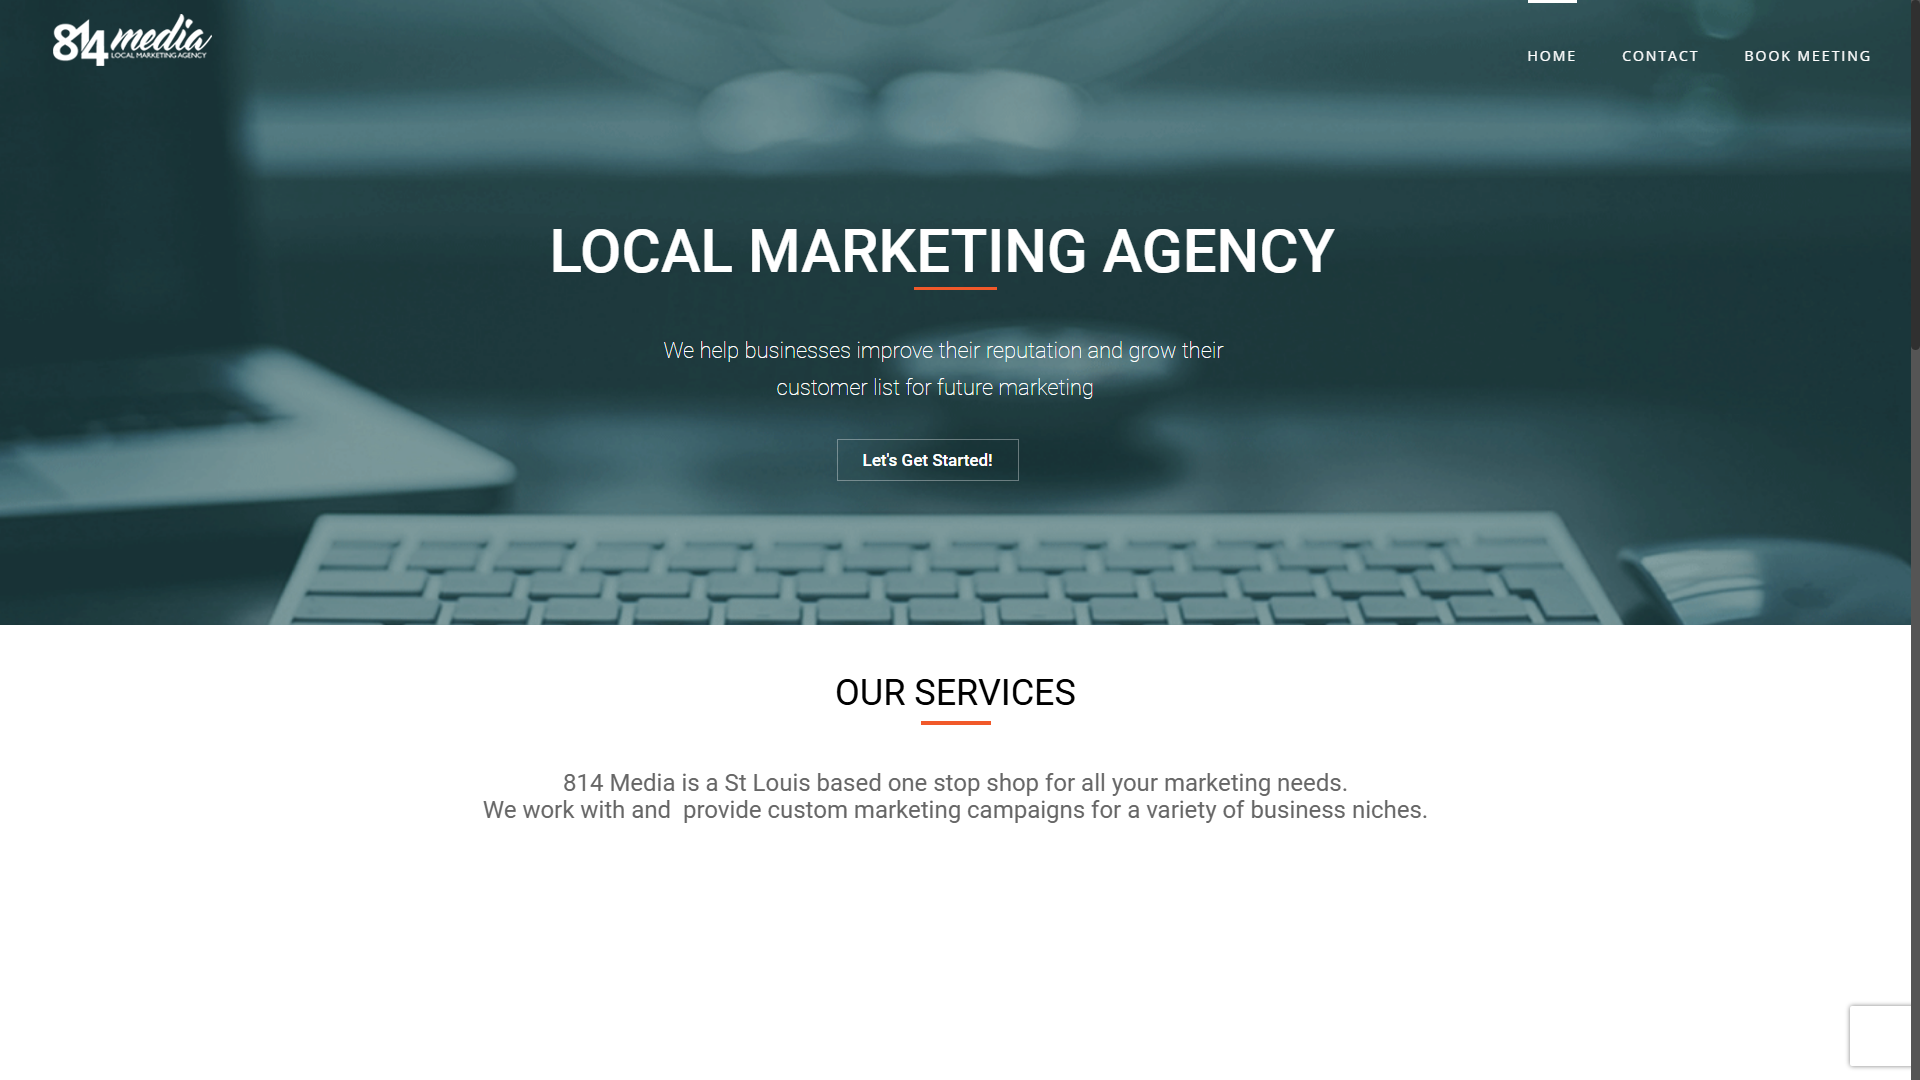 814 media
LOCAL MARKETING AGENCY
HOME
CONTACT
BOOK MEETING
LOCAL MARKETING AGENCY
We help businesses improve their reputation and grow their
customer list for future marketing
Let's Get Started!
OUR SERVICES
814 Media is a St Louis based one stop shop for all your marketing needs.
We work with and  provide custom marketing campaigns for a variety of business niches.